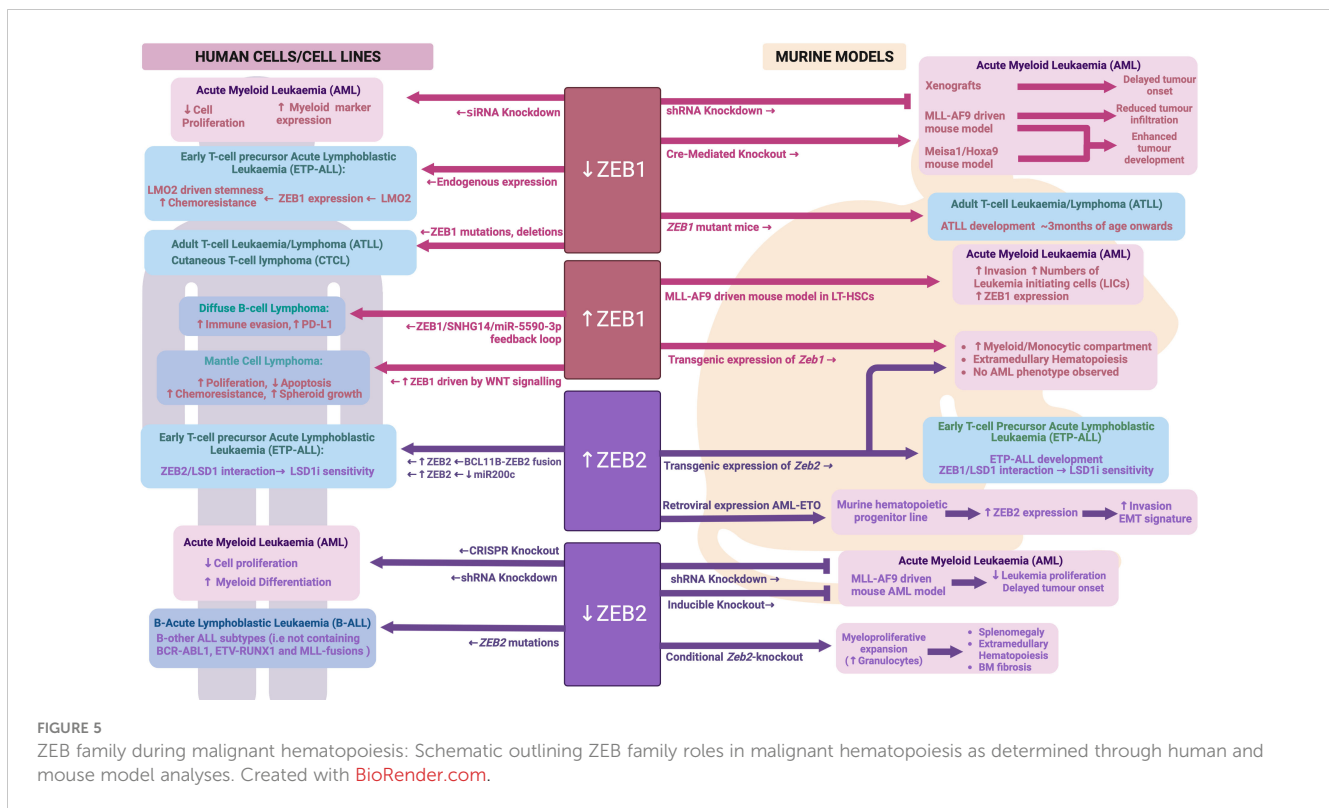 HUMAN CELLS/CELL LINES
MURINE MODELS
Acute Myeloid Leukaemia (AML)
↓ Cell
Proliferation
↑ Myeloid marker
expression
←siRNA Knockdown
Early T-cell precursor Acute Lymphoblastic
Leukaemia (ETP-ALL):
LMO2 driven stemness
↑ Chemoresistance
← ZEB1 expression ← LMO2
←Endogenous expression
←ZEB1 mutations, deletions
Adult T-cell Leukaemia/Lymphoma (ATLL)
Cutaneous T-cell lymphoma (CTCL)
↓ZEB1
shRNA Knockdown →
Cre-Mediated Knockout →
ZEB1 mutant mice →
Acute Myeloid Leukaemia (AML)
Xenografts
Delayed tumour
onset
MLL-AF9 driven
mouse model
Reduced tumour
infiltration
Meisa1/Hoxa9
mouse model
Enhanced
tumour
development
Adult T-cell Leukaemia/Lymphoma (ATLL)
ATLL development ~3months of age onwards
Diffuse B-cell Lymphoma:
↑ Immune evasion, ↑ PD-L1
←ZEB1/SNHG14/miR-5590-3p
feedback loop
Mantle Cell Lymphoma:
↑ Poliferation, ↓ Apoptosis
↑ Chemoresistance, ↑ Spheroid growth
← ↑ ZEB1 driven by WNT signalling
↑ZEB1
MLL-AF9 driven mouse model in LT-HSCs
Transgenic expression of Zeb1 →
Acute Myeloid Leukaemia (AML)
↑ Invasion ↑ Numbers of
Leukemia initiating cells (LICs)
↑ ZEB1 expression
• ↑ Myeloid/Monocytic compartment
• Extramedullary Hematopoiesis
• No AML phenotype observed
Early T-cell precursor Acute Lymphoblastic
Leukaemia (ETP-ALL):
ZEB2/LSD1 interaction→ LSD1i sensitivity
← ↑ ZEB2 ←BCL11B-ZEB2 fusion
← ↑ ZEB2 ← ↓ miR200c
↑ZEB2
Transgenic expression of Zeb2 →
Retroviral expression AML-ETO
Early T-cell Precursor Acute Lymphoblastic
Leukaemia (ETP-ALL)
ETP-ALL development
ZEB1/LSD1 interaction → LSD1i sensitivity
Murine hematopoietic
progenitor line
↑ ZEB2 expression
↑ Invasion
EMT signature
Acute Myeloid Leukaemia (AML)
↓ Cell proliferation
↑ Myeloid Differentiation
←CRISPR Knockout
←shRNA Knockdown
B-Acute Lymphoblastic Leukaemia (B-ALL)
B-other ALL subtypes (i.e not containing
BCR-ABL1, ETV-RUNX1 and MLL-fusions )
←ZEB2 mutations
↓ZEB2
shRNA Knockdown →
Inducible Knockout→
Conditional Zeb2-knockout
Acute Myeloid Leukaemia (AML)
MLL-AF9 driven
mouse AML model
↓ Leukemia proliferation
Delayed tumour onset
Myeloproliferative
expansion
(↑ Granulocytes)
• Splenomegaly
• Extramedullary
Hematopoiesis
• BM fibrosis
FIGURE 5
ZEB family during malignant hematopoiesis: Schematic outlining ZEB family roles in malignant hematopoiesis as determined through human and
mouse model analyses. Created with BioRender.com.